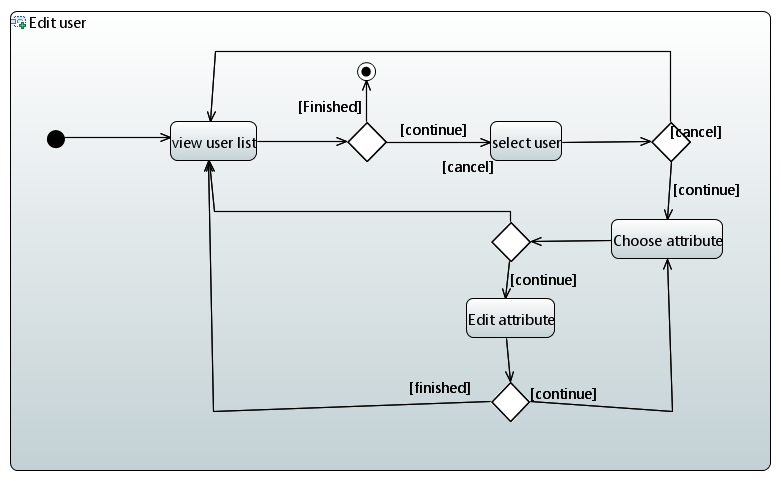 Edit user
[Finished]
[continue]
[cancel]
view user list
select user
[cancel]
[continue]
Choose attribute
[continue]
Edit attribute
[finished]
[continue]